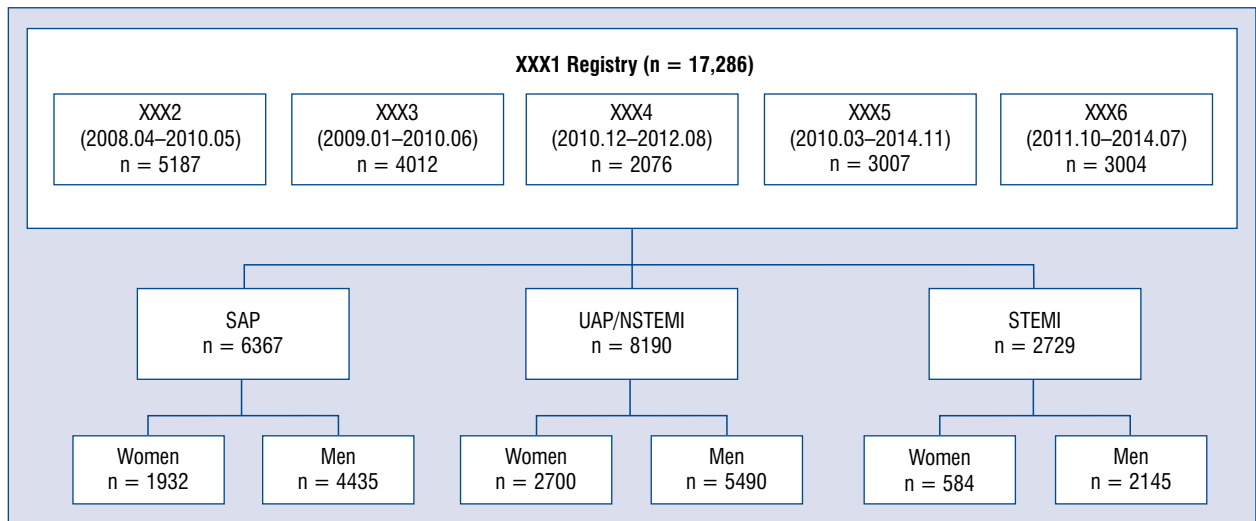 XXX1 Registry (n = 17,286)
XXX2
(2008.04–2010.05)
n = 5187
XXX3
(2009.01–2010.06)
n = 4012
XXX4
(2010.12–2012.08)
n = 2076
XXX5
(2010.03–2014.11)
n = 3007
XXX6
(2011.10–2014.07)
n = 3004
SAP
n = 6367
UAP/NSTEMI
n = 8190
STEMI
n = 2729
Women
n = 1932
Men
n = 4435
Women
n = 2700
Men
n = 5490
Women
n = 584
Men
n = 2145